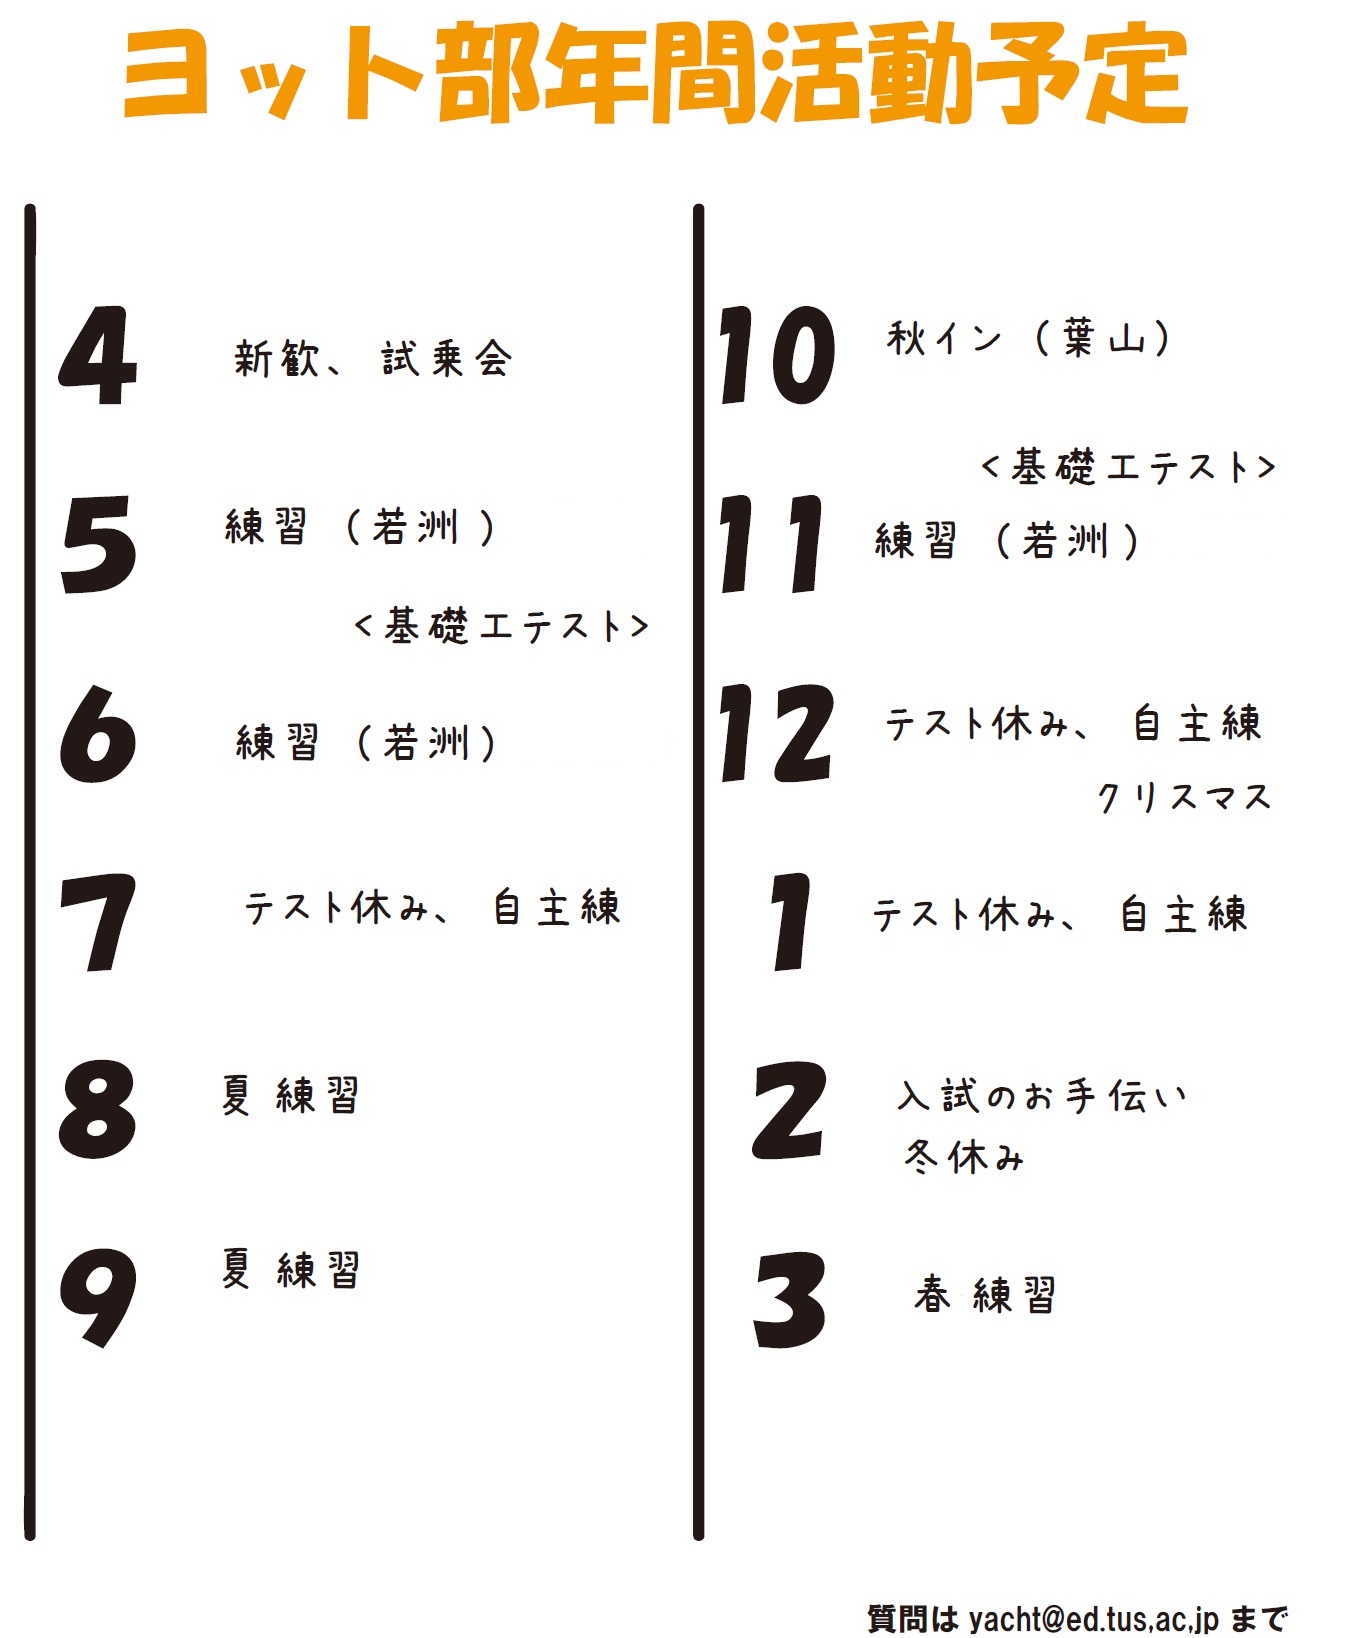 ヨット部年間活動予定
4
新歓、試乗会
5
練習(若洲)
<基礎工テスト>
6
練習(若洲)
7
テスト休み、自主練
8
夏練習
9
夏練習
10
秋イン(葉山)
<基礎工テスト>
11
練習(若洲)
12
テスト休み、自主練
クリスマス
1
テスト休み、自主練
2
入試のお手伝い
冬休み
3
春練習
質問は yacht@ed.tus,ac,jp まで